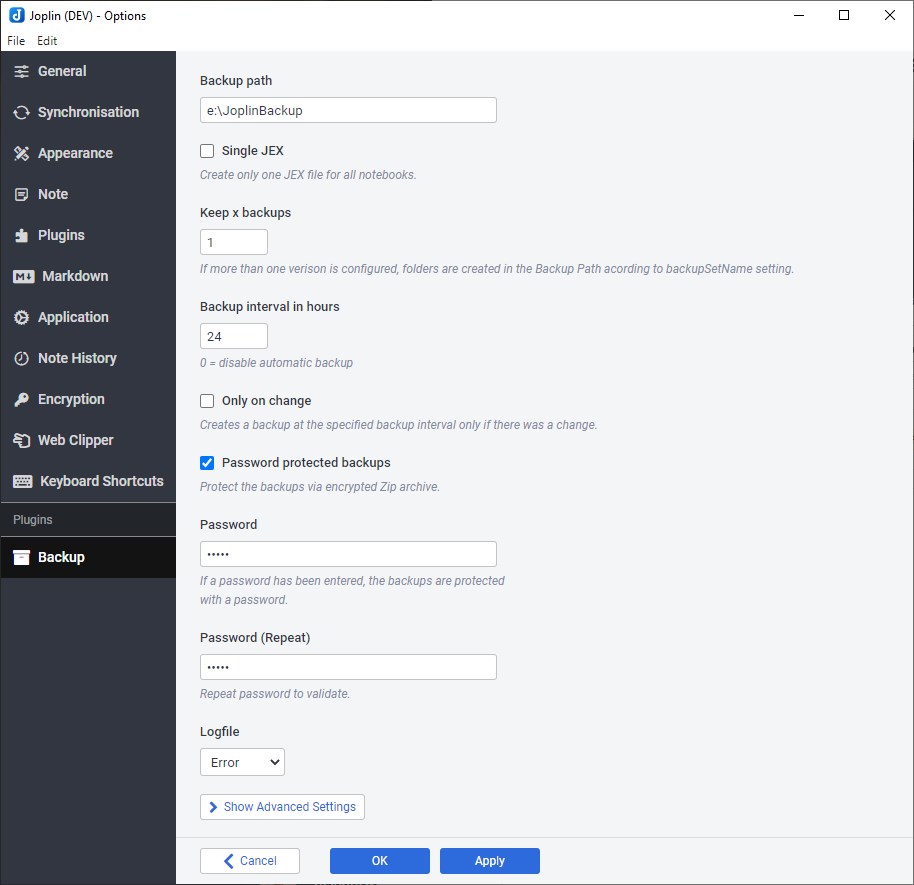 Joplin (DEV) - Options
File Edit
General
Synchronisation
Appearance
Note
Plugins
M Markdown
Application
Note History
Encryption
Web Clipper
Keyboard Shortcuts
Plugins
Backup
Backup path
e:\JoplinBackup
Single JEX
Create only one JEX file for all notebooks.
Keep x backups
1
If more than one verison is configured, folders are created in the Backup Path acording to backupSetName setting.
Backup interval in hours
24
0 = disable automatic backup
Only on change
Creates a backup at the specified backup interval only if there was a change.
Password protected backups
Protect the backups via encrypted Zip archive.
Password
•••••
If a password has been entered, the backups are protected
with a password.
Password (Repeat)
•••••
Repeat password to validate.
Logfile
Error
Show Advanced Settings
Cancel OK Apply